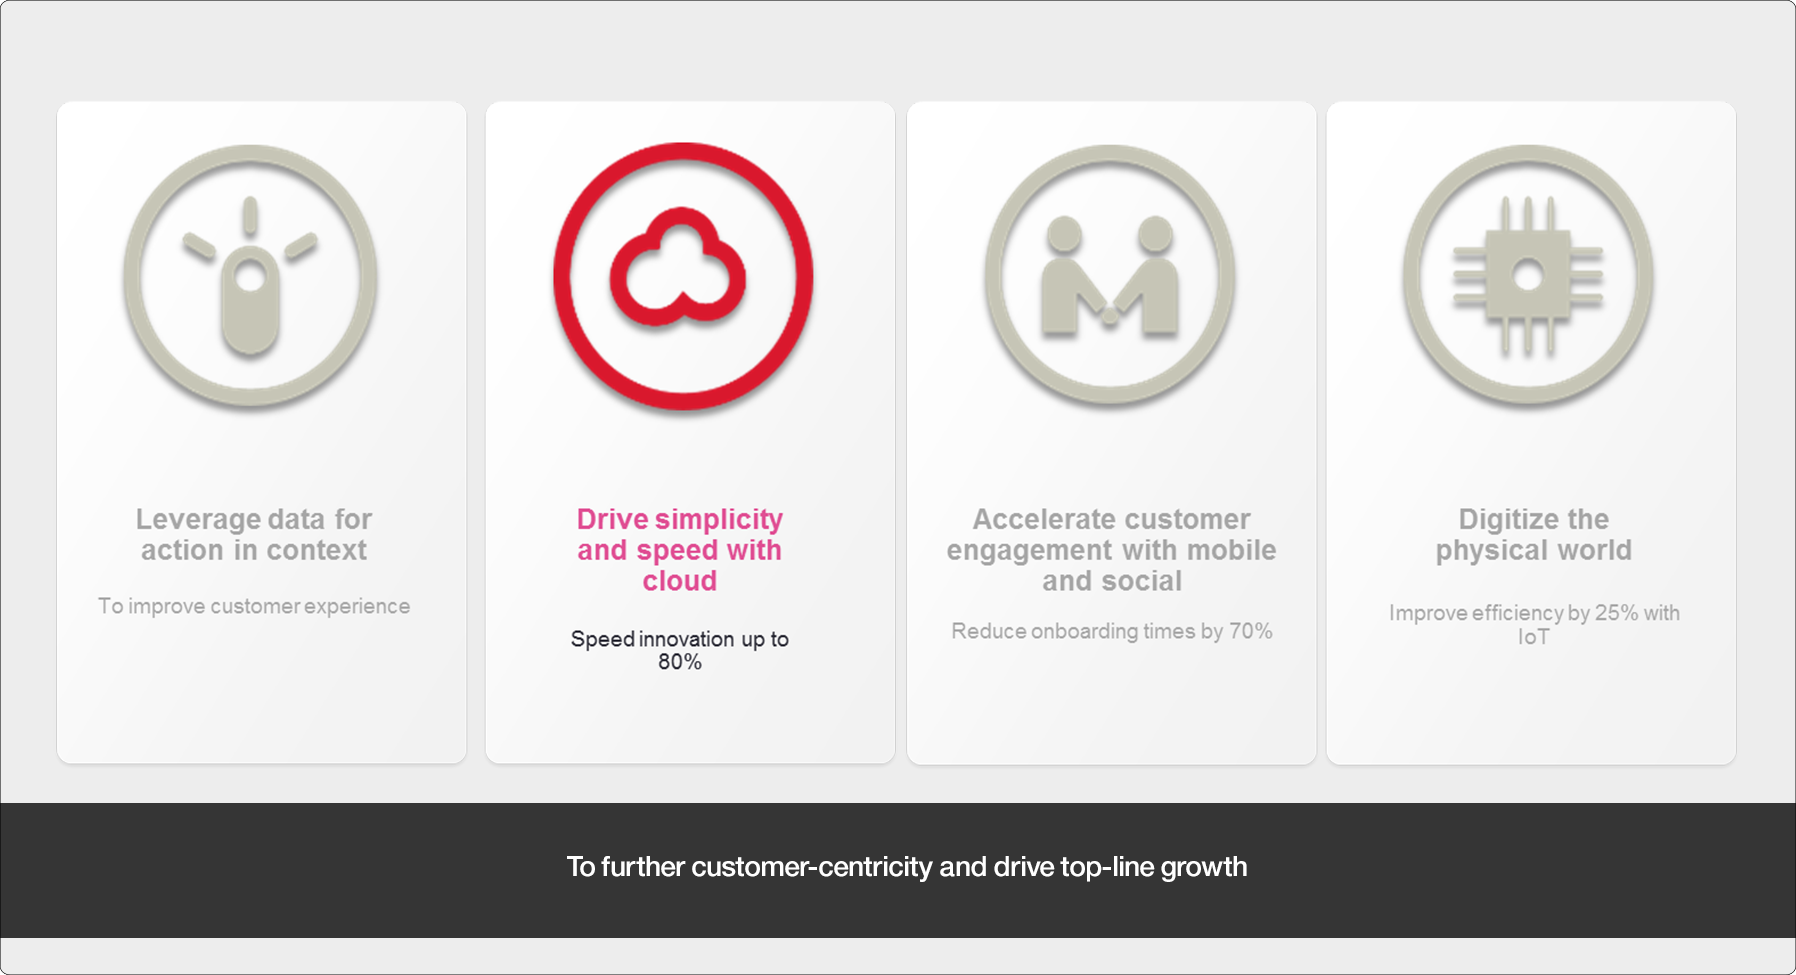 Leverage data for
action in context
To improve customer experience
Drive simplicity
and speed with
cloud
Speed innovation up to
80%
Accelerate customer
engagement with mobile
and social
Reduce onboarding times by 70%
Digitize the
physical world
Improve efficiency by 25% with
IoT
To further customer-centricity and drive top-line growth